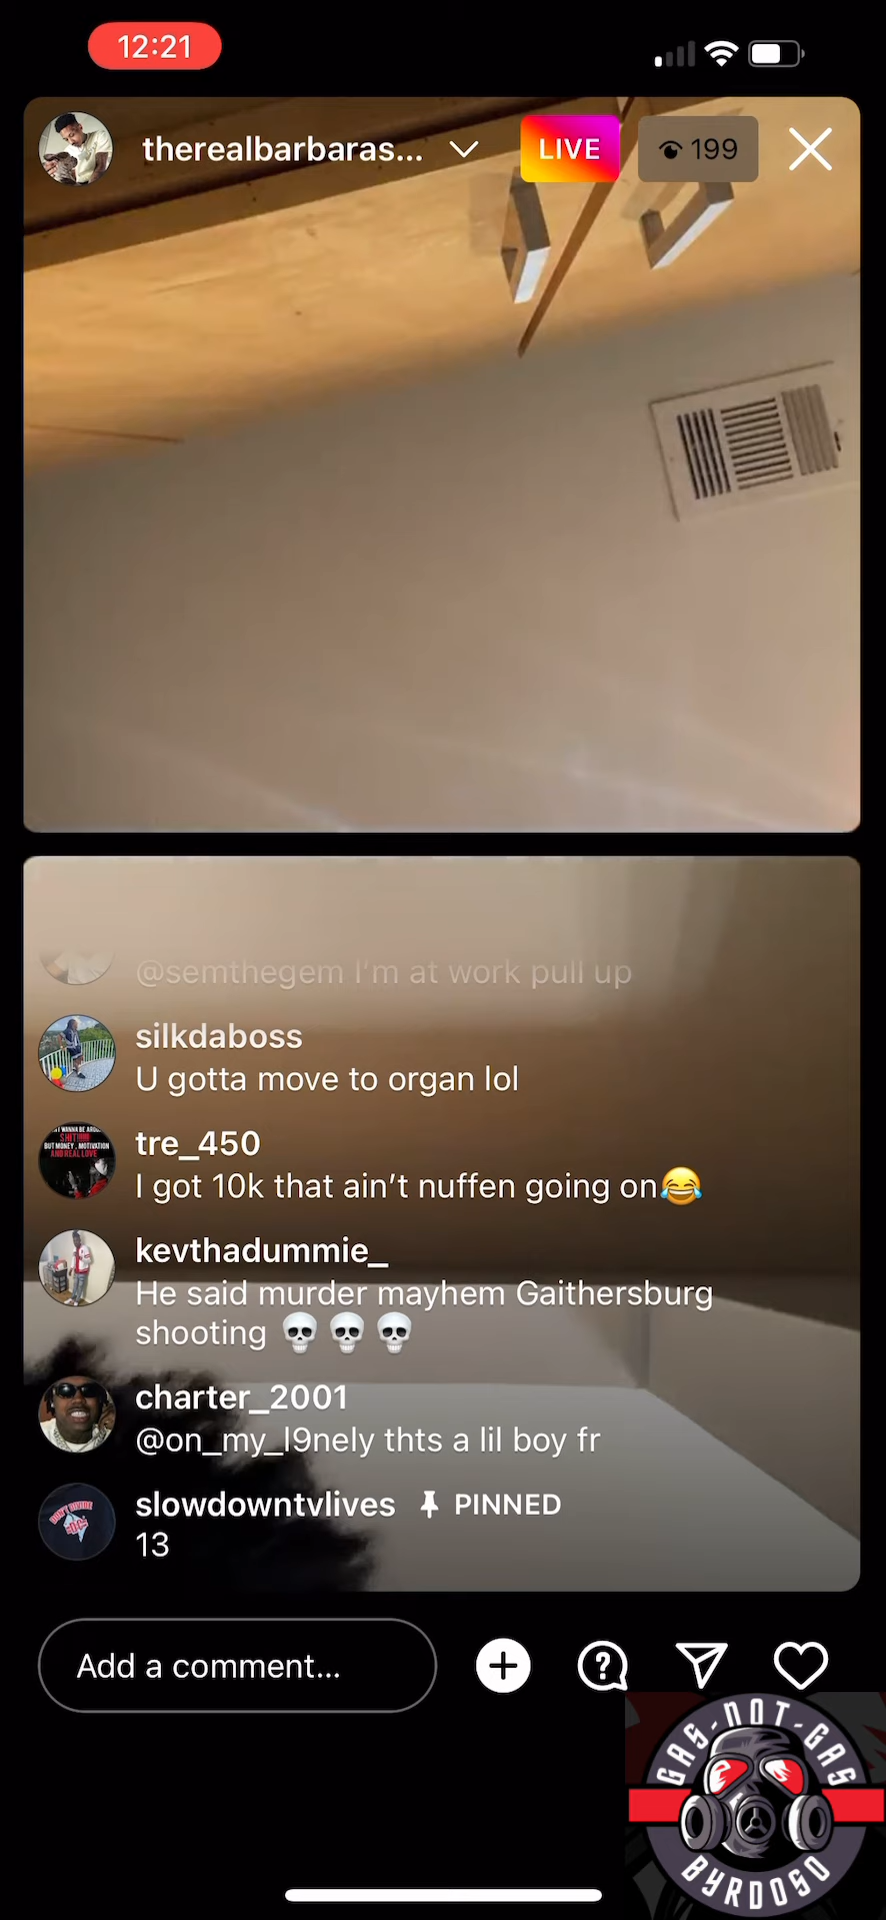 12:21
therealbarbaras...
LIVE
199
@semthegem I'm at work pull up
silkdaboss
U gotta move to organ lol
tre_450
I got 10k that ain't nuffen going on😂
kevthadummie_
He said murder mayhem Gaithersburg
shooting 💀💀💀
charter_2001
@on_my_l9nely thts a lil boy fr
slowdowntvlives PINNED
13
Add a comment...
GAS-NOT-GAS
BYRDOSO